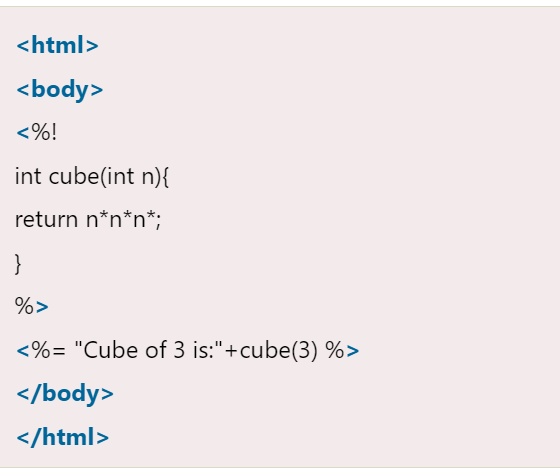 <html>
<body>
<%!
int cube(int n){
return n*n*n*;
}
%>
<%= "Cube of 3 is:"+cube(3) %>
</body>
</html>